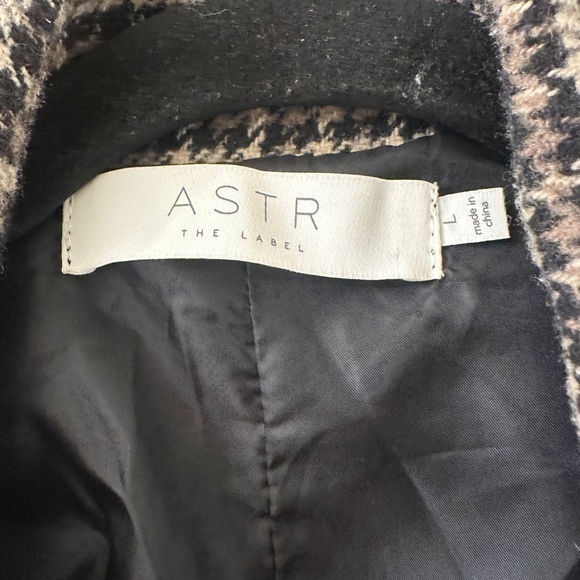 ASTR
THE LABEL
L
made in
china